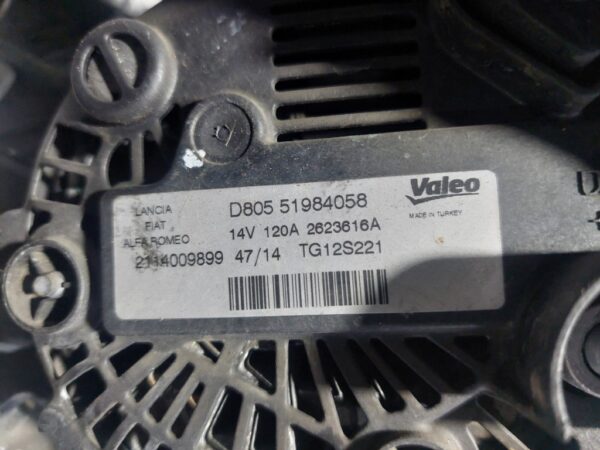 LANCIA
FIAT
ALFA ROMEO
D805 51984058
Valeo
MADE IN TURKEY
14V 120A 2623616A
2114009899 47/14 TG12S221